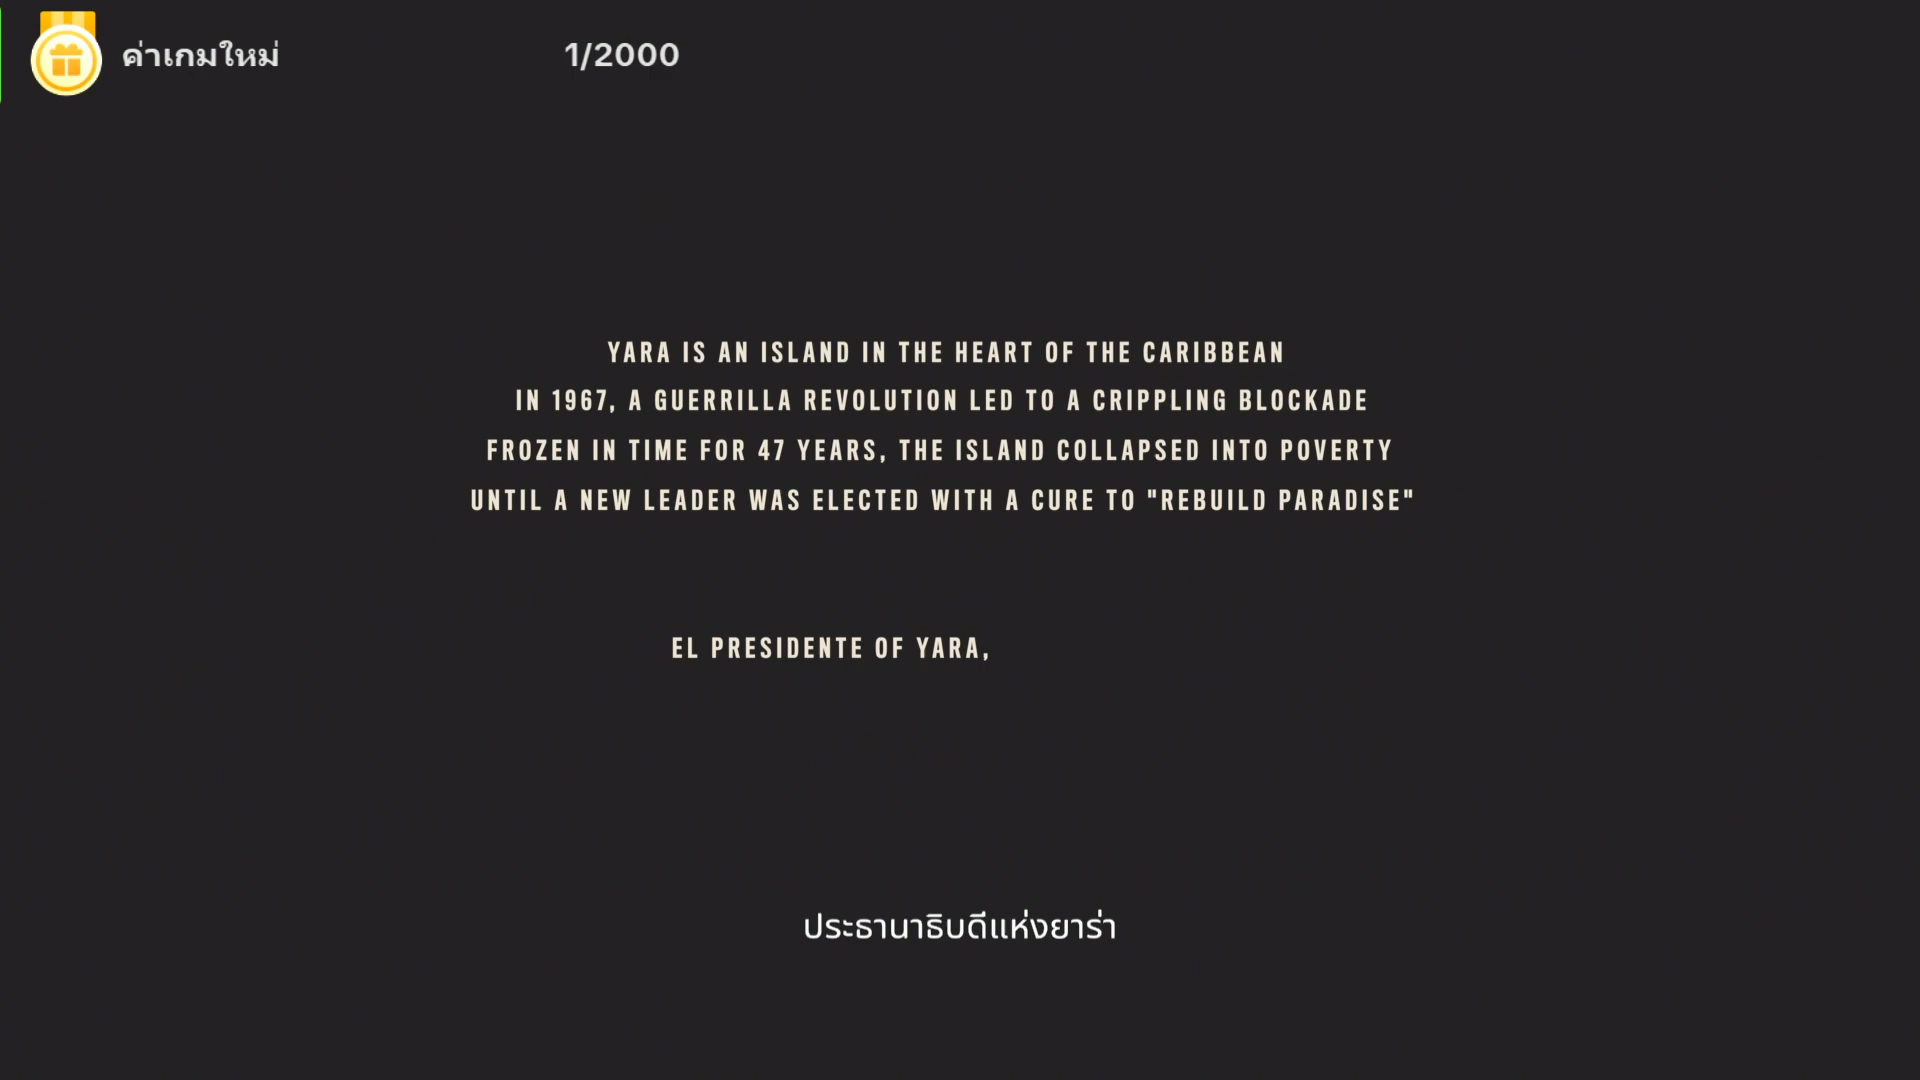 ค่าเกมใหม่ 1/2000
YARA IS AN ISLAND IN THE HEART OF THE CARIBBEAN
IN 1967, A GUERRILLA REVOLUTION LED TO A CRIPPLING BLOCKADE
FROZEN IN TIME FOR 47 YEARS, THE ISLAND COLLAPSED INTO POVERTY
UNTIL A NEW LEADER WAS ELECTED WITH A CURE TO "REBUILD PARADISE"
EL PRESIDENTE OF YARA,
ประธานาธิบดีแห่งยาร่า